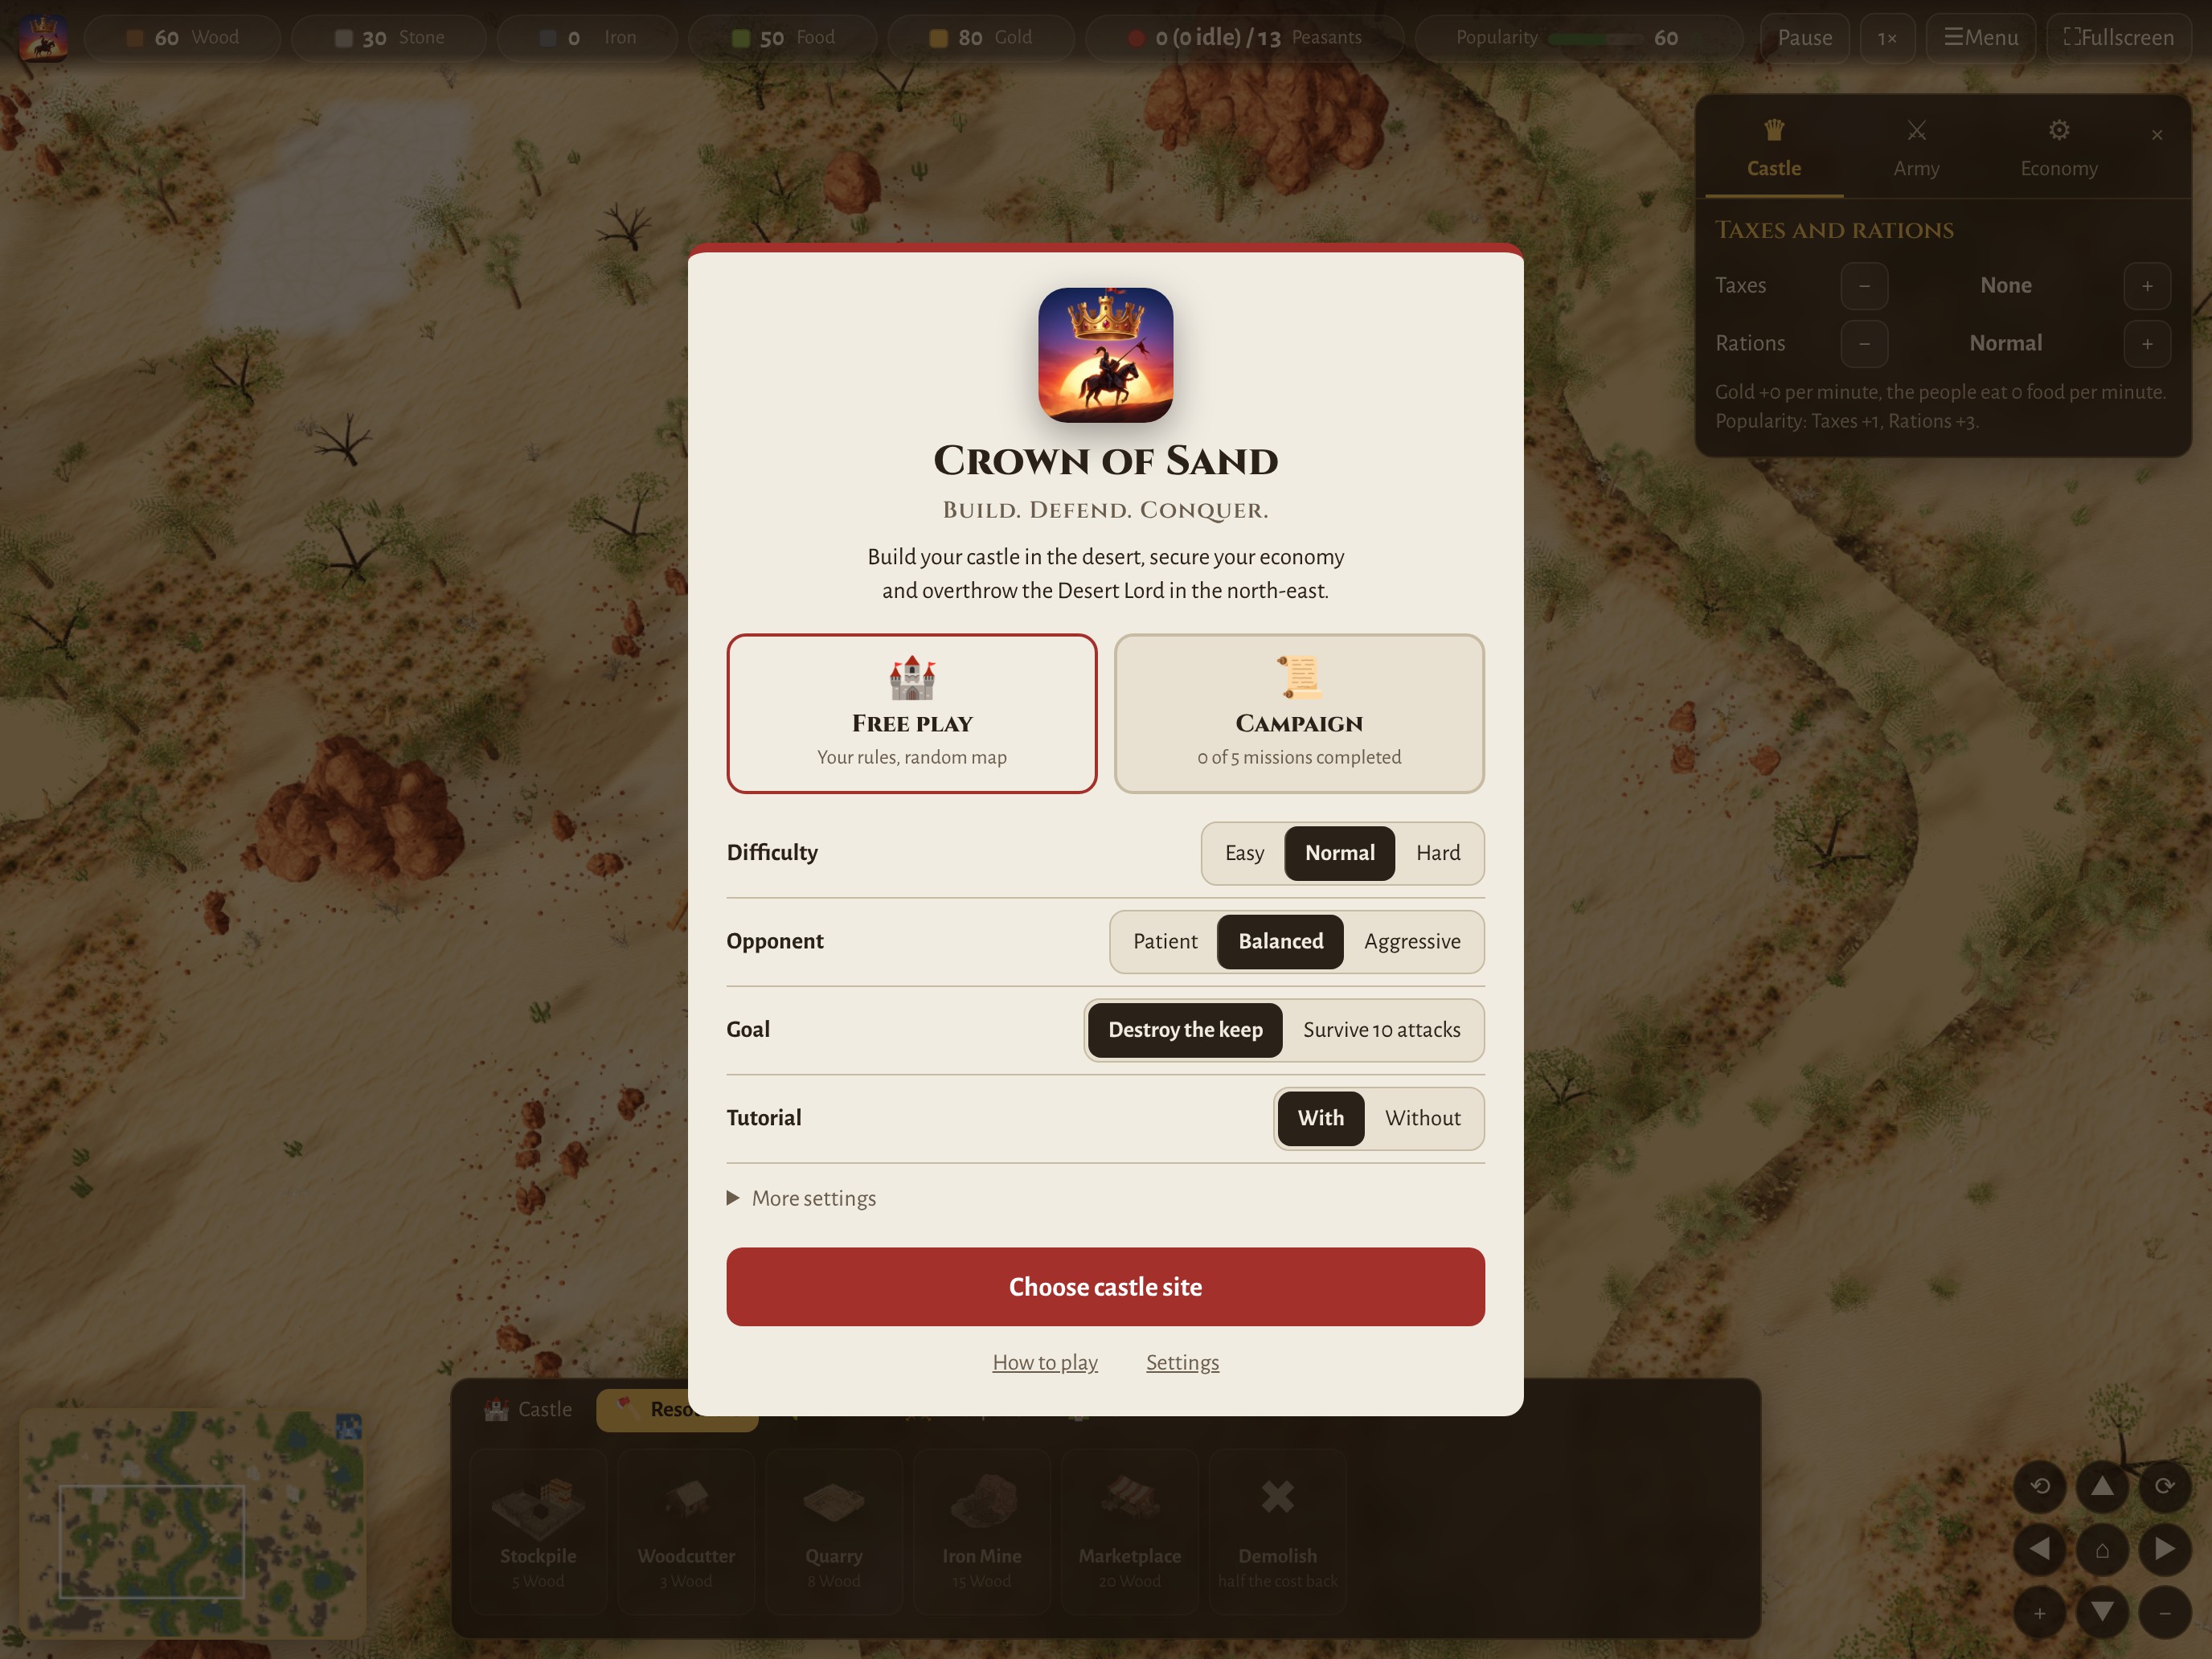 60 Wood
30 Stone
0 Iron
50 Food
80 Gold
0 (0 idle) / 13 Peasants
Popularity 60
Pause
1×
Menu
Fullscreen
Castle
Army
Economy
×
Taxes and rations
Taxes − None +
Rations − Normal +
Gold +0 per minute, the people eat 0 food per minute.
Popularity: Taxes +1, Rations +3.
Crown of Sand
Build. Defend. Conquer.
Build your castle in the desert, secure your economy
and overthrow the Desert Lord in the north-east.
Free play
Your rules, random map
Campaign
0 of 5 missions completed
Difficulty Easy Normal Hard
Opponent Patient Balanced Aggressive
Goal Destroy the keep Survive 10 attacks
Tutorial With Without
More settings
Choose castle site
How to play Settings
Castle
Stockpile
5 Wood
Woodcutter
3 Wood
Quarry
8 Wood
Iron Mine
15 Wood
Marketplace
20 Wood
Demolish
half the cost back
+ −